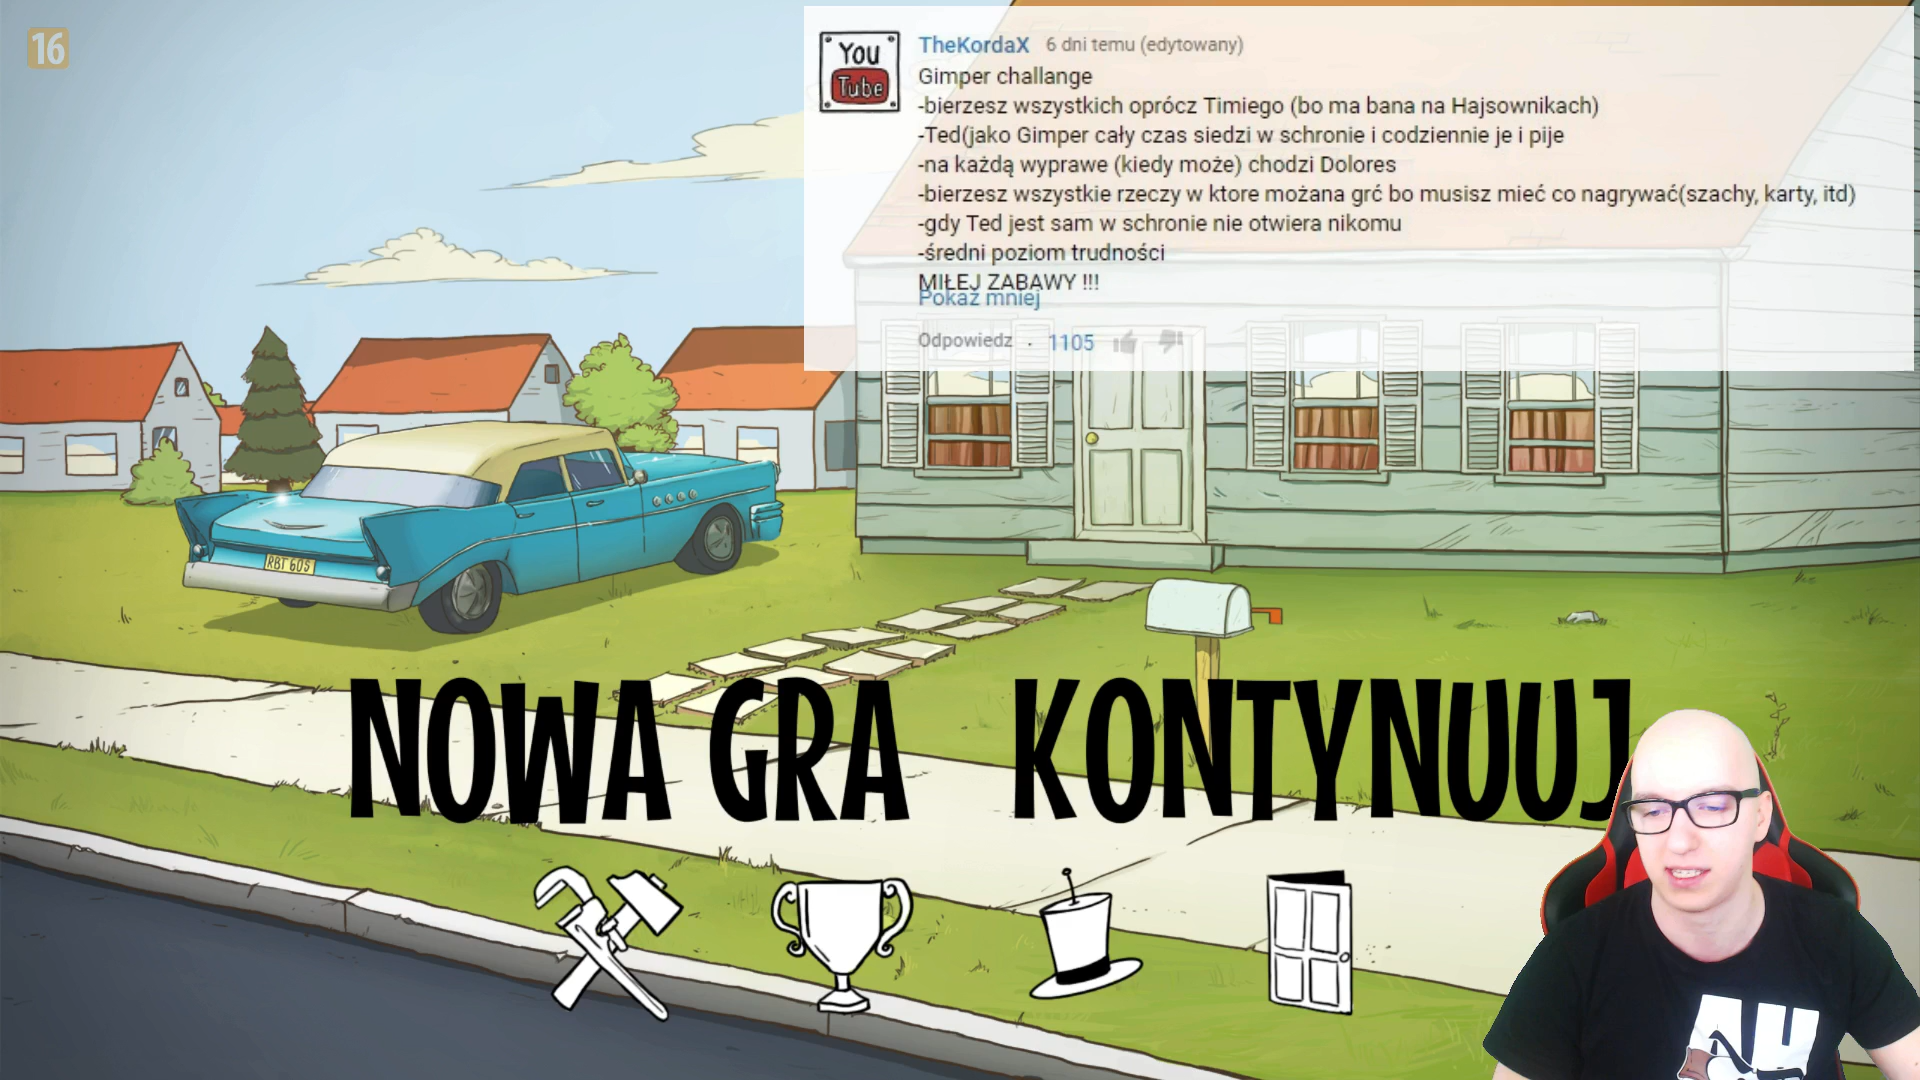 16
You
Tube
TheKordaX 6 dni temu (edytowany)
Gimper challange
-bierzesz wszystkich oprócz Timiego (bo ma bana na Hajsownikach)
-Ted(jako Gimper cały czas siedzi w schronie i codziennie je i pije
-na każdą wyprawe (kiedy może) chodzi Dolores
-bierzesz wszystkie rzeczy w ktore możana grć bo musisz mieć co nagrywać(szachy, karty, itd)
-gdy Ted jest sam w schronie nie otwiera nikomu
-średni poziom trudności
MIŁEJ ZABAWY !!!
Pokaż mniej
Odpowiedz · 1105
RBT 60S
NOWA GRA KONTYNUUJ